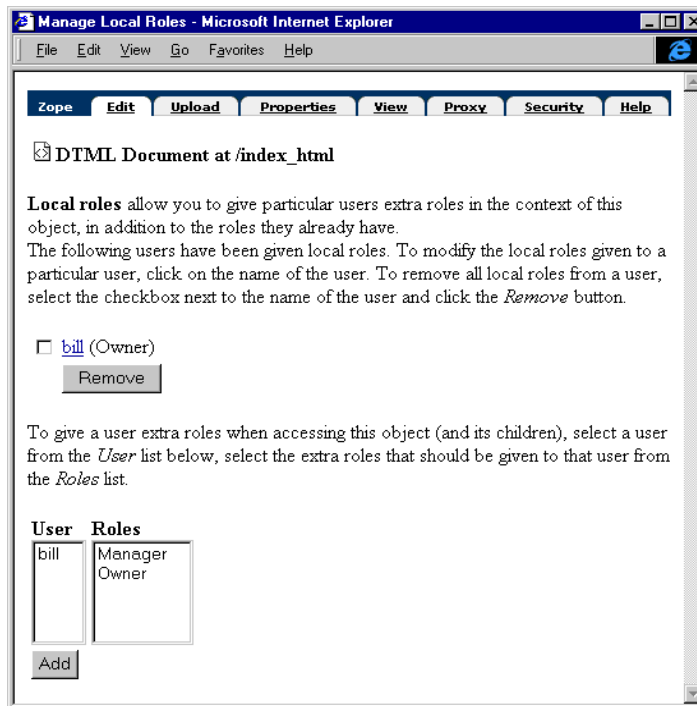 Manage Local Roles - Microsoft Internet Explorer
File Edit View Go Favorites Help
Zope Edit Upload Properties View Proxy Security Help
DTML Document at /index_html
Local roles allow you to give particular users extra roles in the context of this
object, in addition to the roles they already have.
The following users have been given local roles. To modify the local roles given to a
particular user, click on the name of the user. To remove all local roles from a user,
select the checkbox next to the name of the user and click the Remove button.
bill (Owner)
Remove
To give a user extra roles when accessing this object (and its children), select a user
from the User list below, select the extra roles that should be given to that user from
the Roles list.
User Roles
bill Manager
Owner
Add